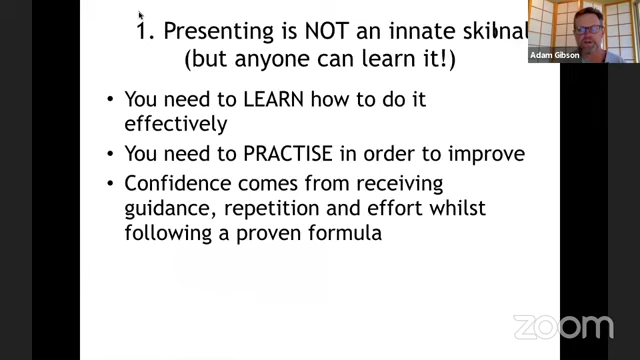 1. Presenting is NOT an innate skill
(but anyone can learn it!)
• You need to LEARN how to do it
effectively
• You need to PRACTISE in order to improve
• Confidence comes from receiving
guidance, repetition and effort whilst
following a proven formula
Adam Gibson
zoom